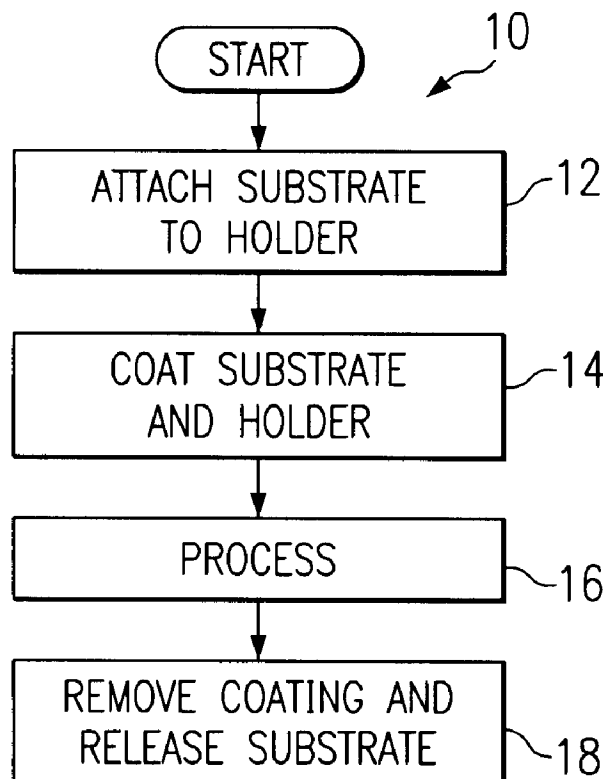 10
START
ATTACH SUBSTRATE
TO HOLDER
12
COAT SUBSTRATE
AND HOLDER
14
PROCESS
16
REMOVE COATING AND
RELEASE SUBSTRATE
18